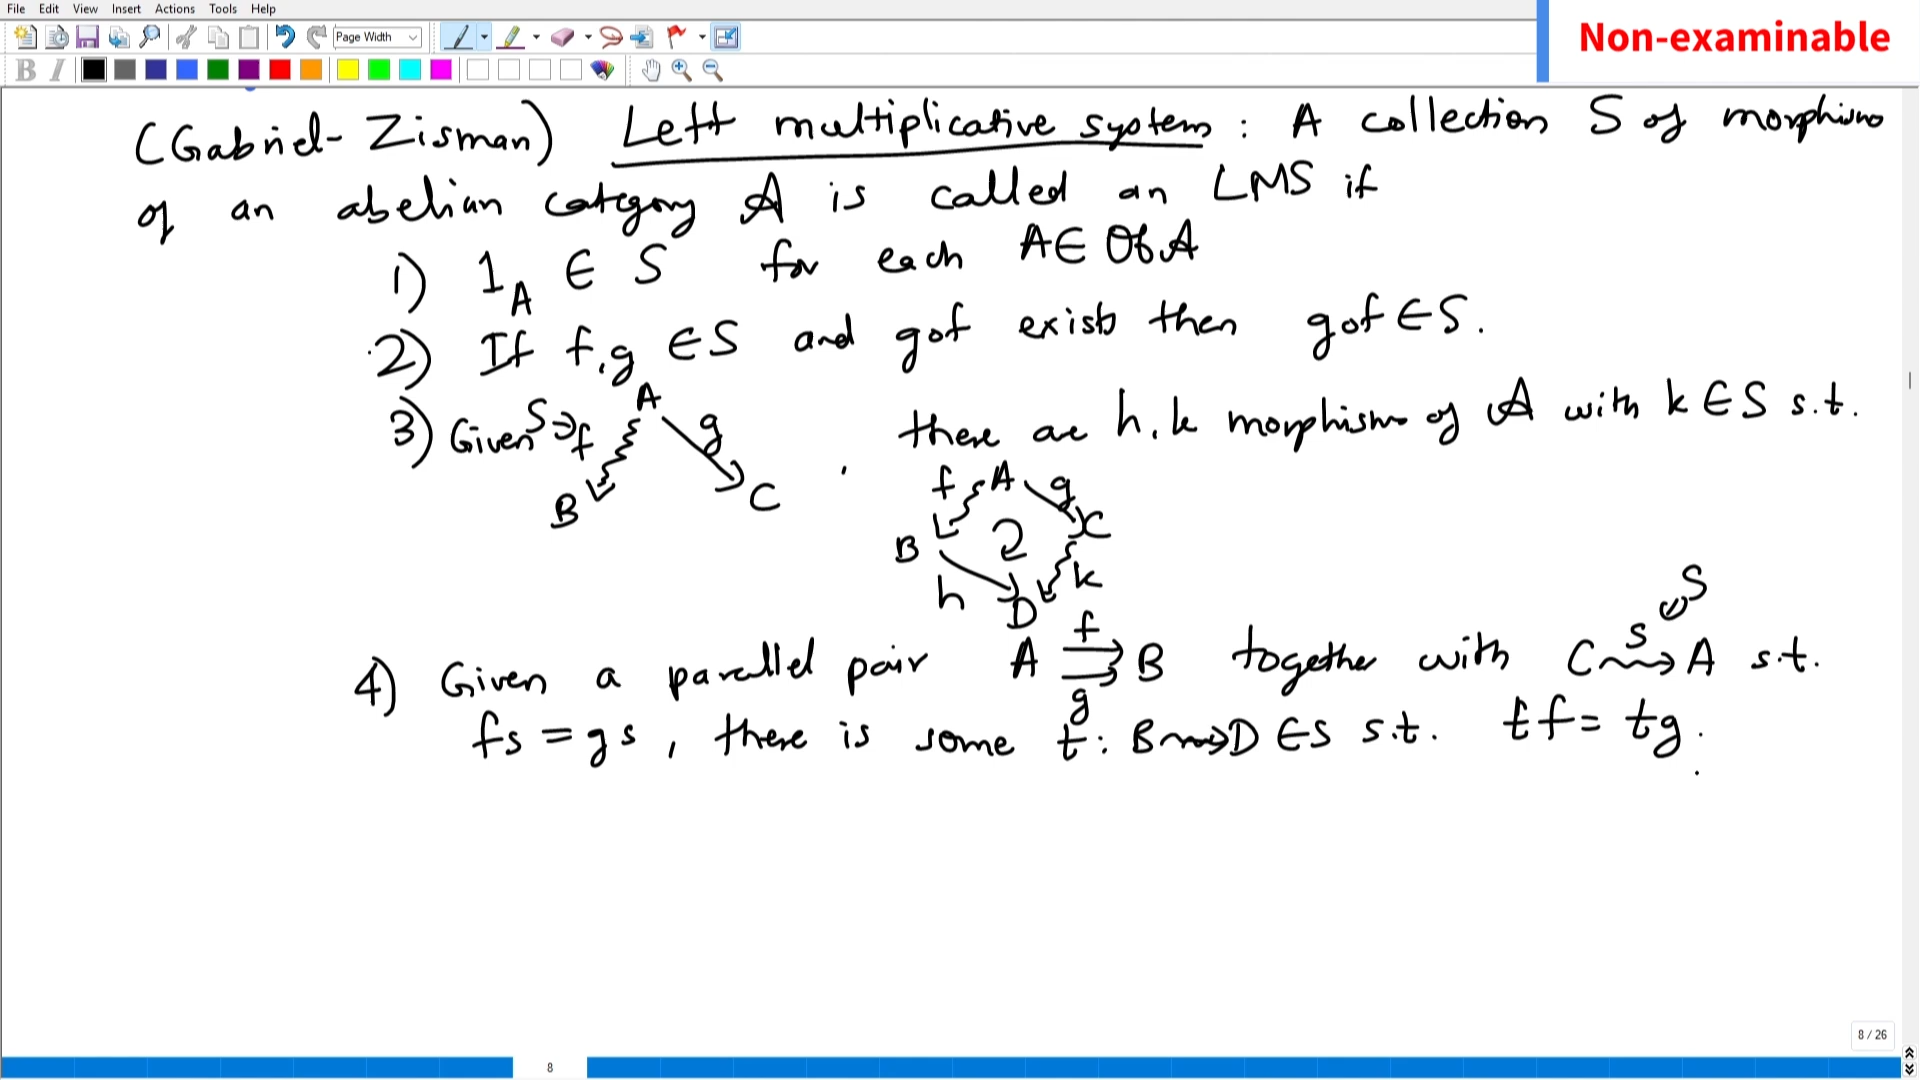 File Edit View Insert Actions Tools Help
Page Width
B I
Non-examinable
(Gabriel-Zisman) Left multiplicative system : A collection S of morphisms
of an abelian category A is called an LMS if
1) 1_A ∈ S for each A ∈ Ob A
2) If f, g ∈ S and gof exists then gof ∈ S.
3) Given S ∋ f A g B C there are h, k morphisms of A with k ∈ S s.t.
f A g
B C
h D k
4) Given a parallel pair A ⇉ B f g together with C ⇝ A s ∈ S s.t.
fs = gs, there is some t : B ⇝ D ∈ S s.t. tf = tg.
8 / 26
8